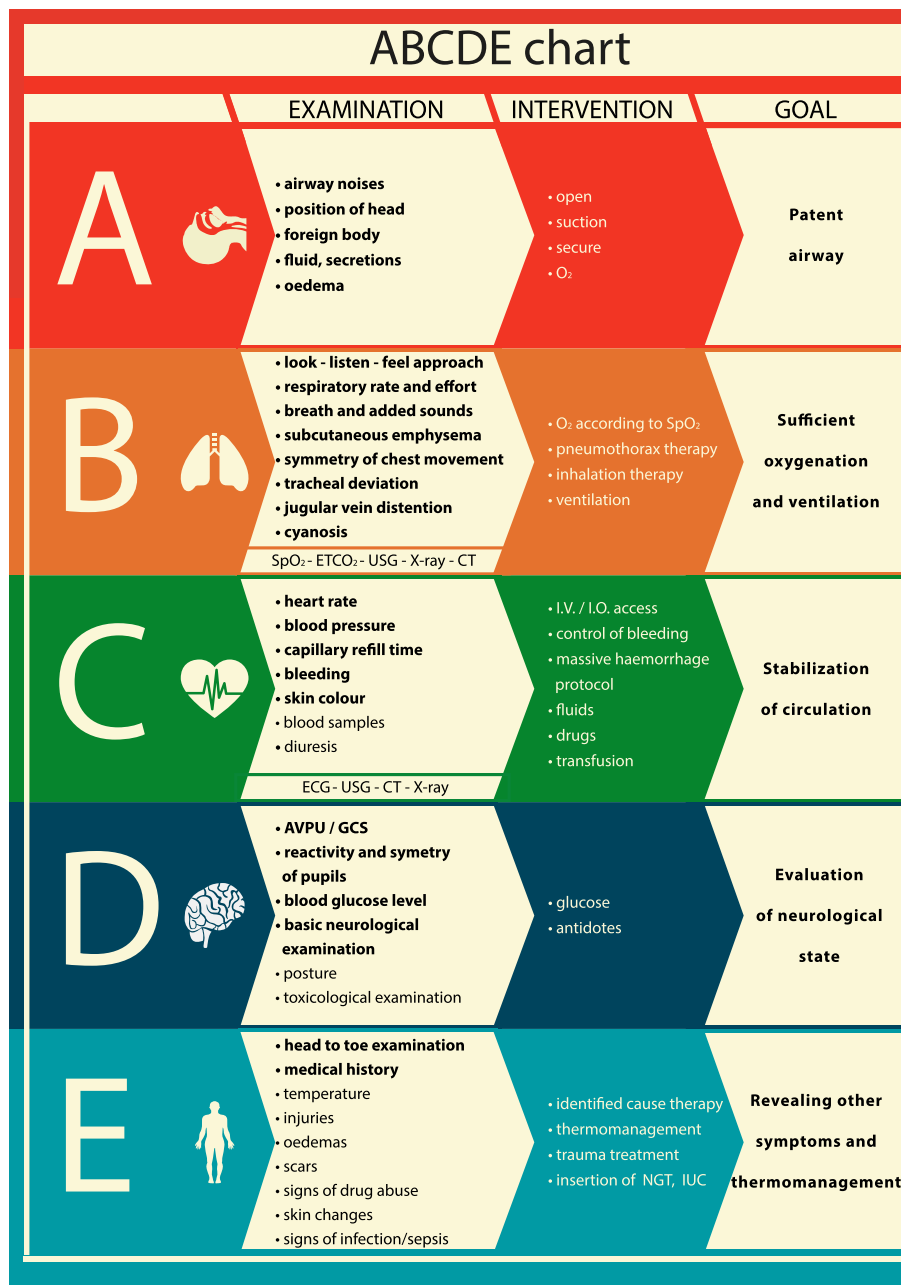 ABCDE chart
EXAMINATION
INTERVENTION
GOAL
A
• airway noises
• position of head
• foreign body
• fluid, secretions
• oedema
• open
• suction
• secure
• O₂
Patent
airway
B
• look - listen - feel approach
• respiratory rate and effort
• breath and added sounds
• subcutaneous emphysema
• symmetry of chest movement
• tracheal deviation
• jugular vein distention
• cyanosis
SpO₂ - ETCO₂ - USG - X-ray - CT
• O₂ according to SpO₂
• pneumothorax therapy
• inhalation therapy
• ventilation
Sufficient
oxygenation
and ventilation
C
• heart rate
• blood pressure
• capillary refill time
• bleeding
• skin colour
• blood samples
• diuresis
ECG - USG - CT - X-ray
• I.V. / I.O. access
• control of bleeding
• massive haemorrhage
protocol
• fluids
• drugs
• transfusion
Stabilization
of circulation
D
• AVPU / GCS
• reactivity and symetry
of pupils
• blood glucose level
• basic neurological
examination
• posture
• toxicological examination
• glucose
• antidotes
Evaluation
of neurological
state
E
• head to toe examination
• medical history
• temperature
• injuries
• oedemas
• scars
• signs of drug abuse
• skin changes
• signs of infection/sepsis
• identified cause therapy
• thermomanagement
• trauma treatment
• insertion of NGT, IUC
Revealing other
symptoms and
thermomanagement